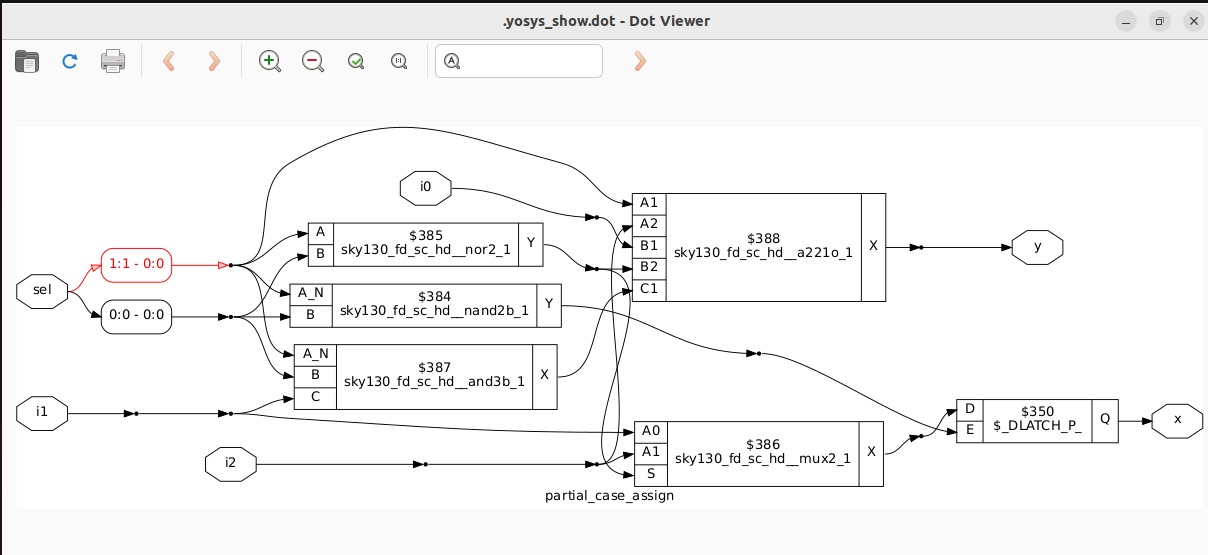 .yosys_show.dot - Dot Viewer
i0
A1
A2
B1
B2
C1
$388
sky130_fd_sc_hd__a221o_1
X
y
A
B
$385
sky130_fd_sc_hd__nor2_1
Y
sel
1:1 - 0:0
0:0 - 0:0
A_N
B
$384
sky130_fd_sc_hd__nand2b_1
Y
A_N
B
C
$387
sky130_fd_sc_hd__and3b_1
X
i1
i2
A0
A1
S
$386
sky130_fd_sc_hd__mux2_1
X
D
E
$350
$_DLATCH_P_
Q
x
partial_case_assign